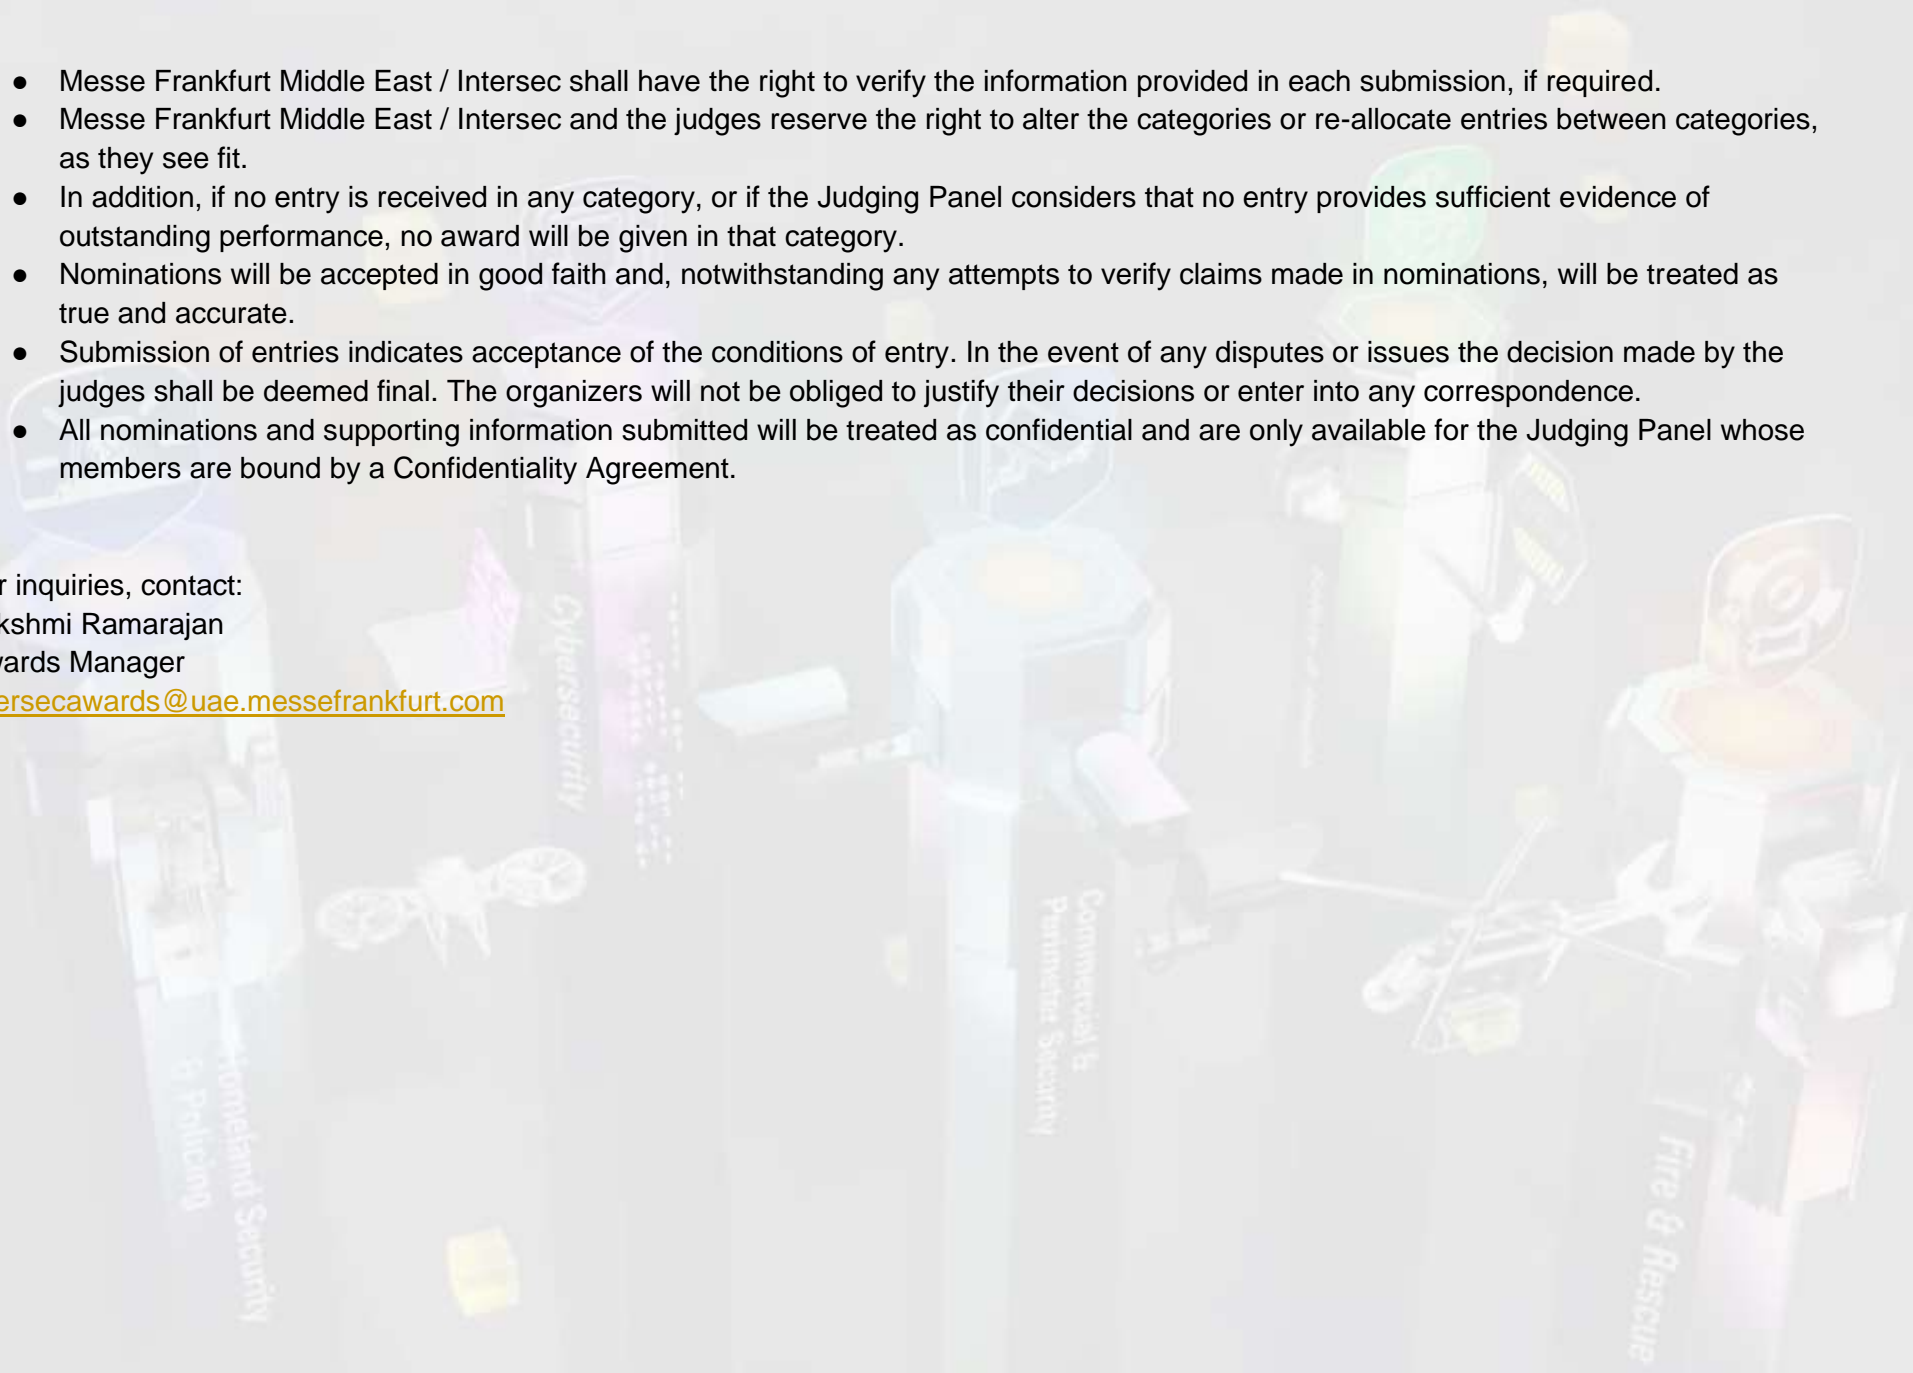 ● Messe Frankfurt Middle East / Intersec shall have the right to verify the information provided in each submission, if required.
● Messe Frankfurt Middle East / Intersec and the judges reserve the right to alter the categories or re-allocate entries between categories,
as they see fit.
● In addition, if no entry is received in any category, or if the Judging Panel considers that no entry provides sufficient evidence of
outstanding performance, no award will be given in that category.
● Nominations will be accepted in good faith and, notwithstanding any attempts to verify claims made in nominations, will be treated as
true and accurate.
● Submission of entries indicates acceptance of the conditions of entry. In the event of any disputes or issues the decision made by the
judges shall be deemed final. The organizers will not be obliged to justify their decisions or enter into any correspondence.
● All nominations and supporting information submitted will be treated as confidential and are only available for the Judging Panel whose
members are bound by a Confidentiality Agreement.
r inquiries, contact:
kshmi Ramarajan
ards Manager
ersecawards@uae.messefrankfurt.com
Cybersecurity
Commercial &
Perimeter Security
Homeland Security
& Policing
Fire & Rescue